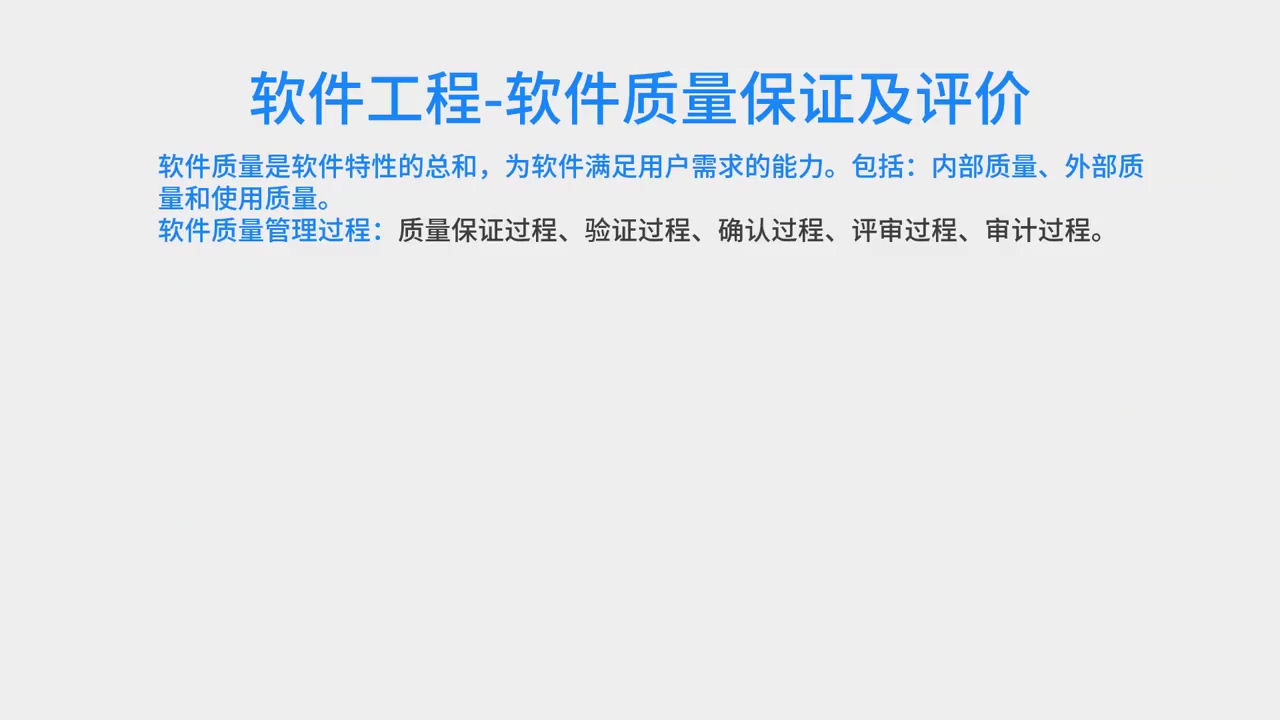 软件工程-软件质量保证及评价
软件质量是软件特性的总和，为软件满足用户需求的能力。包括：内部质量、外部质
量和使用质量。
软件质量管理过程：质量保证过程、验证过程、确认过程、评审过程、审计过程。